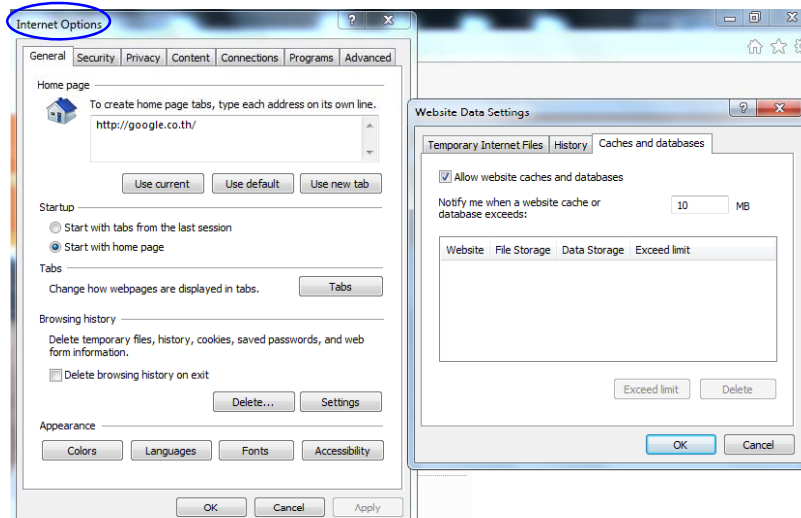 Internet Options
General Security Privacy Content Connections Programs Advanced
Home page
To create home page tabs, type each address on its own line.
http://google.co.th/
Use current Use default Use new tab
Startup
Start with tabs from the last session
Start with home page
Tabs
Change how webpages are displayed in tabs.
Tabs
Browsing history
Delete temporary files, history, cookies, saved passwords, and web
form information.
Delete browsing history on exit
Delete... Settings
Appearance
Colors Languages Fonts Accessibility
OK Cancel Apply
Website Data Settings
Temporary Internet Files History Caches and databases
Allow website caches and databases
Notify me when a website cache or
database exceeds:
10 MB
Website File Storage Data Storage Exceed limit
Exceed limit Delete
OK Cancel